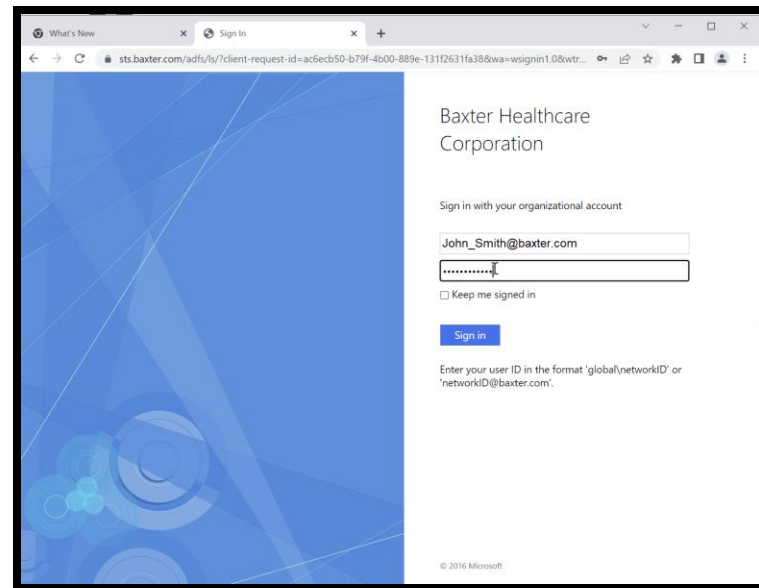 What's New
Sign In
sts.baxter.com/adfs/ls/?client-request-id=ac6ecb50-b79f-4b00-889e-131f2631fa38&wa=wsignin1.0&wtr...
Baxter Healthcare
Corporation
Sign in with your organizational account
John_Smith@baxter.com
Keep me signed in
Sign in
Enter your user ID in the format 'global\networkID' or
'networkID@baxter.com'.
© 2016 Microsoft